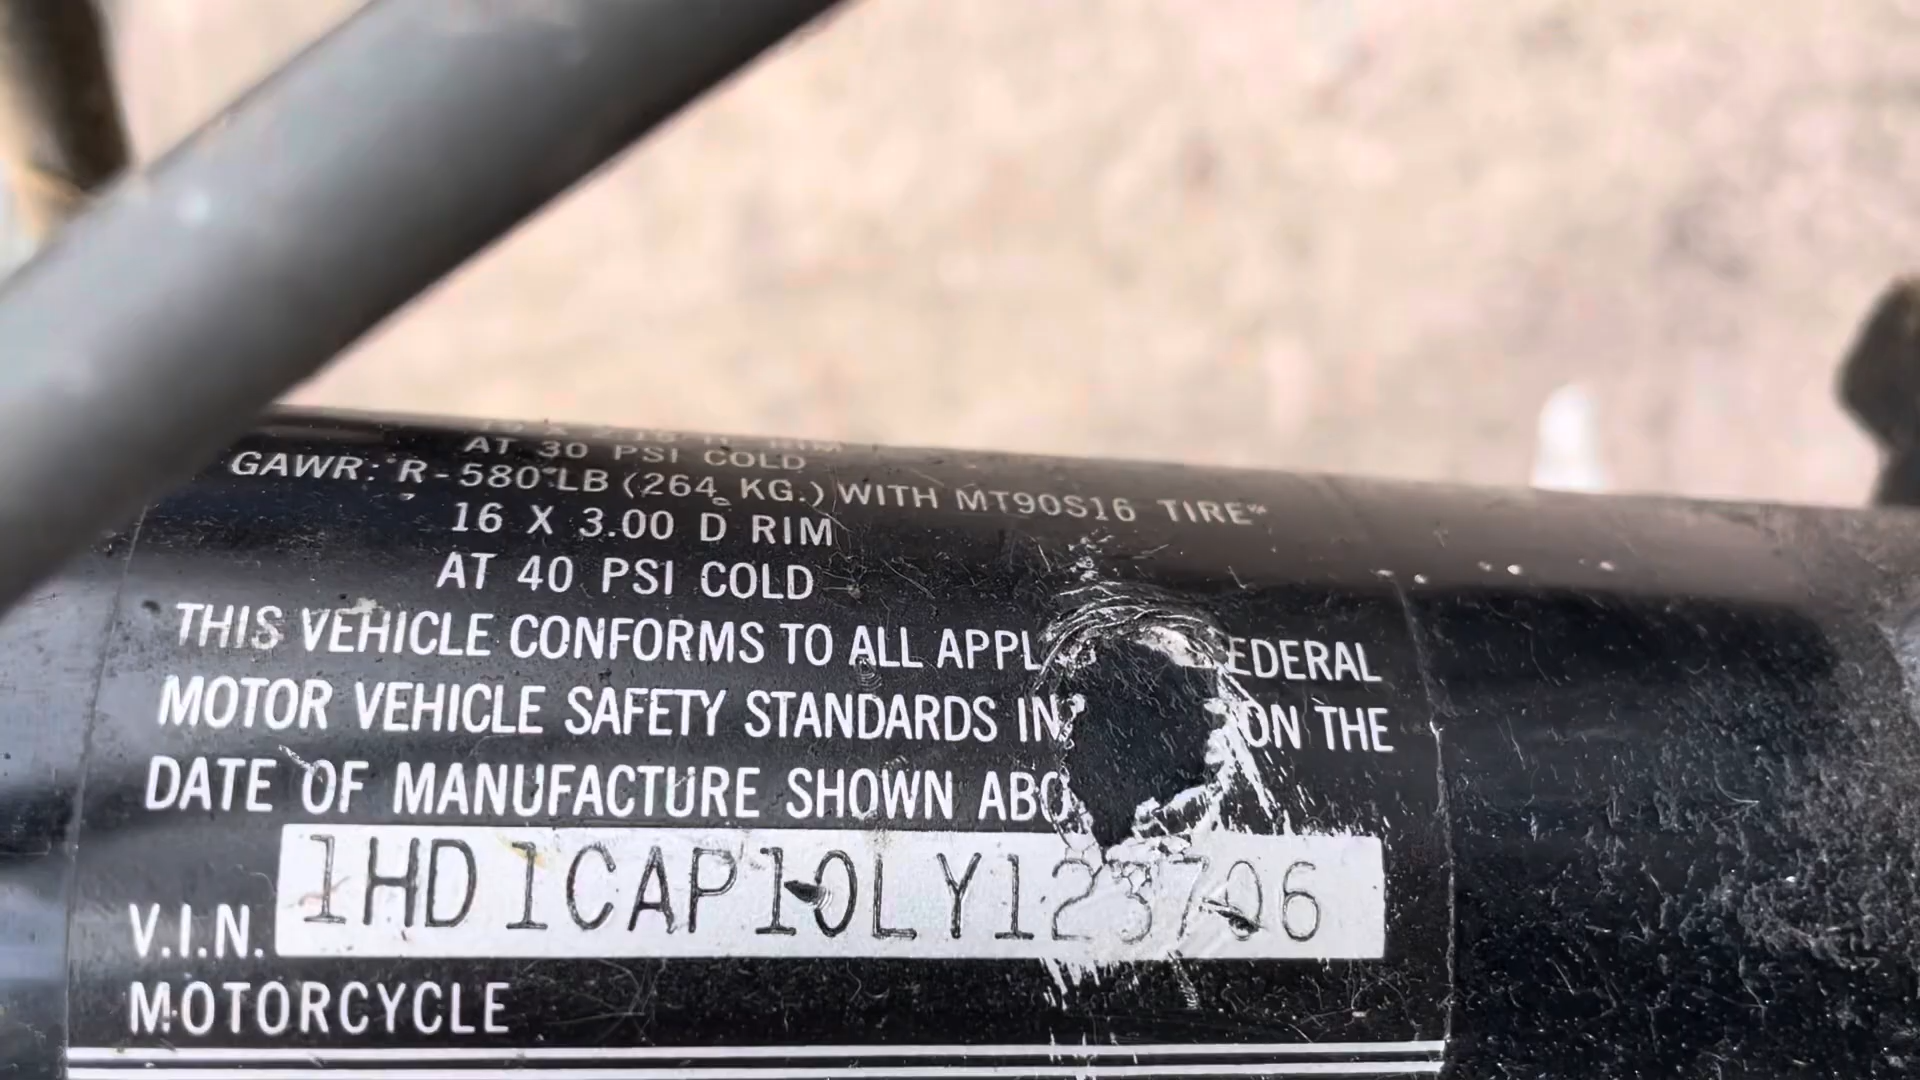 AT 30 PSI COLD
GAWR: R-580 LB (264 KG.) WITH MT90S16 TIRE
16 X 3.00 D RIM
AT 40 PSI COLD
THIS VEHICLE CONFORMS TO ALL APPL EDERAL
MOTOR VEHICLE SAFETY STANDARDS IN ON THE
DATE OF MANUFACTURE SHOWN ABO
V.I.N. 1HD1CAP10LY123706
MOTORCYCLE